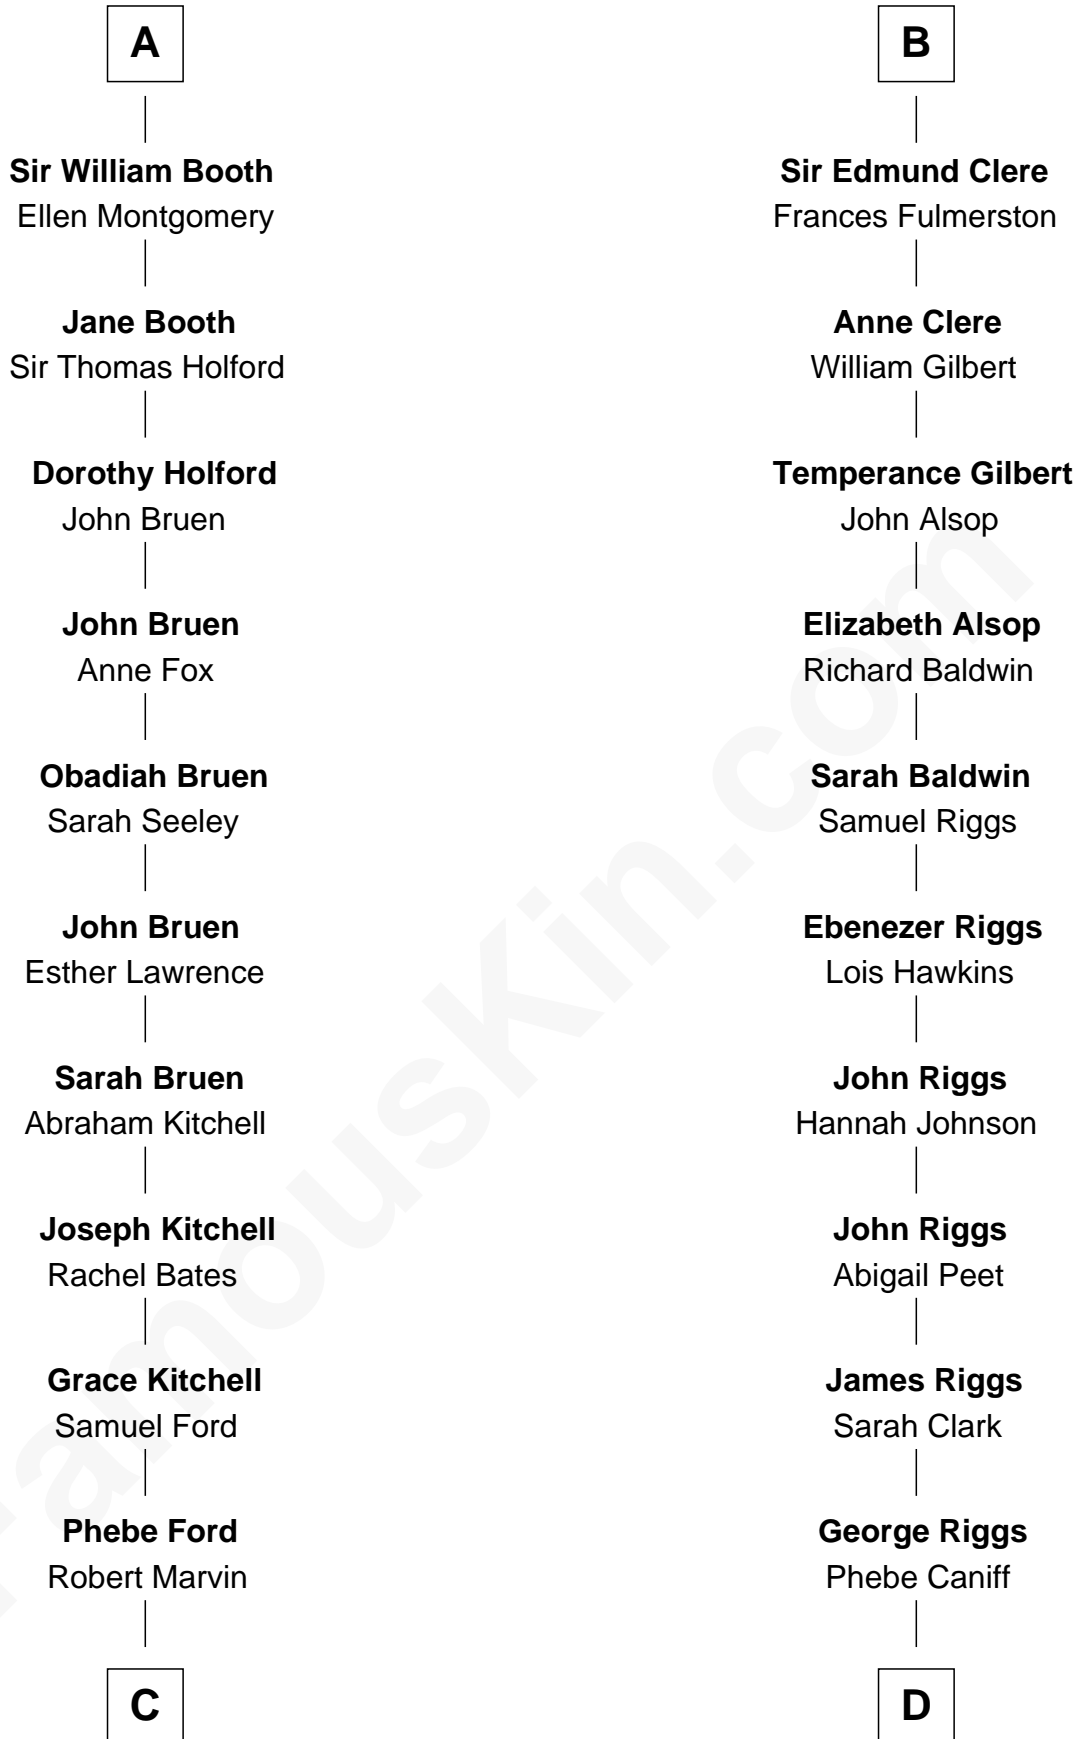 A
Sir William Booth
Ellen Montgomery
Jane Booth
Sir Thomas Holford
Dorothy Holford
John Bruen
John Bruen
Anne Fox
Obadiah Bruen
Sarah Seeley
John Bruen
Esther Lawrence
Sarah Bruen
Abraham Kitchell
Joseph Kitchell
Rachel Bates
Grace Kitchell
Samuel Ford
Phebe Ford
Robert Marvin
C
B
Sir Edmund Clere
Frances Fulmerston
Anne Clere
William Gilbert
Temperance Gilbert
John Alsop
Elizabeth Alsop
Richard Baldwin
Sarah Baldwin
Samuel Riggs
Ebenezer Riggs
Lois Hawkins
John Riggs
Hannah Johnson
John Riggs
Abigail Peet
James Riggs
Sarah Clark
George Riggs
Phebe Caniff
D
FamousKin.com